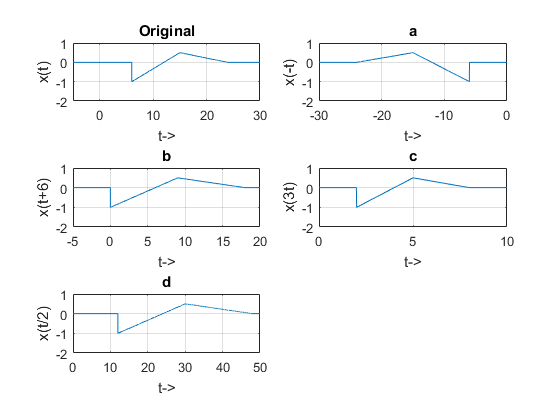 Original
x(t)
1
0
-1
-2
0 10 20 30
t->
a
x(-t)
1
0
-1
-2
-30 -20 -10 0
t->
b
x(t+6)
1
0
-1
-2
-5 0 5 10 15 20
t->
c
x(3t)
1
0
-1
-2
0 5 10
t->
d
x(t/2)
1
0
-1
-2
0 10 20 30 40 50
t->